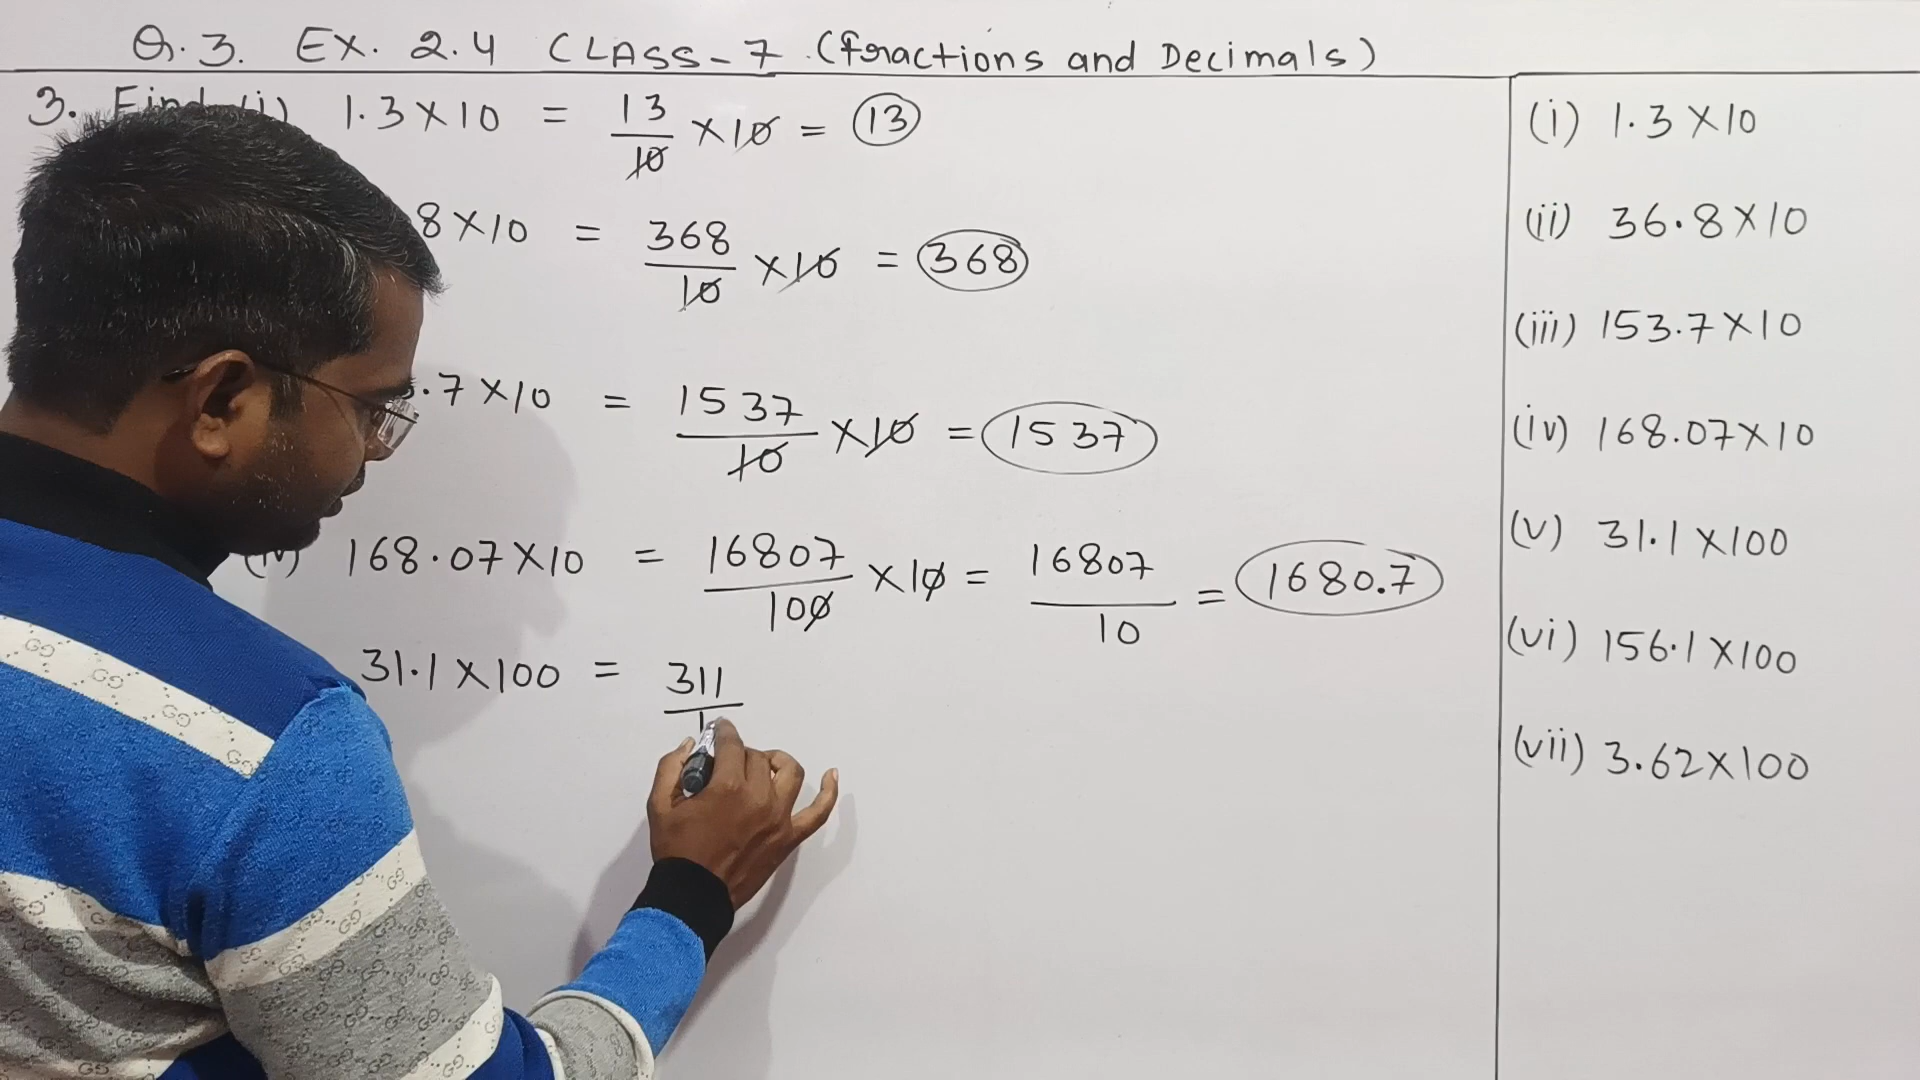 Q.3. EX. 2.4 CLASS-7 (Fractions and Decimals)
3. Find (i) 1.3×10 = 13/10 ×10 = 13
8×10 = 368/10 ×10 = 368
.7×10 = 1537/10 ×10 = 1537
(iv) 168.07×10 = 16807/100 ×10 = 16807/10 = 1680.7
31.1×100 = 311/1
(i) 1.3×10
(ii) 36.8×10
(iii) 153.7×10
(iv) 168.07×10
(v) 31.1×100
(vi) 156.1×100
(vii) 3.62×100